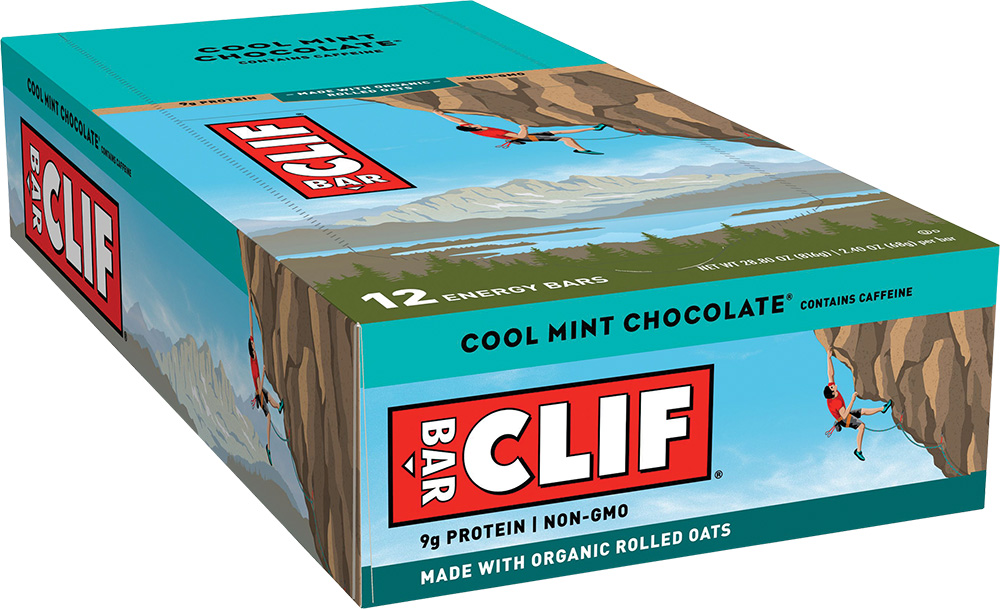 COOL MINT
CHOCOLATE®
CONTAINS CAFFEINE
9g PROTEIN
MADE WITH ORGANIC
ROLLED OATS
NON-GMO
CLIF
BAR
12 ENERGY BARS
NET WT 28.80 OZ (816g) | 2.40 OZ (68g) per bar
COOL MINT CHOCOLATE® CONTAINS CAFFEINE
BAR CLIF
COOL MINT CHOCOLATE® CONTAINS CAFFEINE
BAR CLIF®
9g PROTEIN | NON-GMO
MADE WITH ORGANIC ROLLED OATS